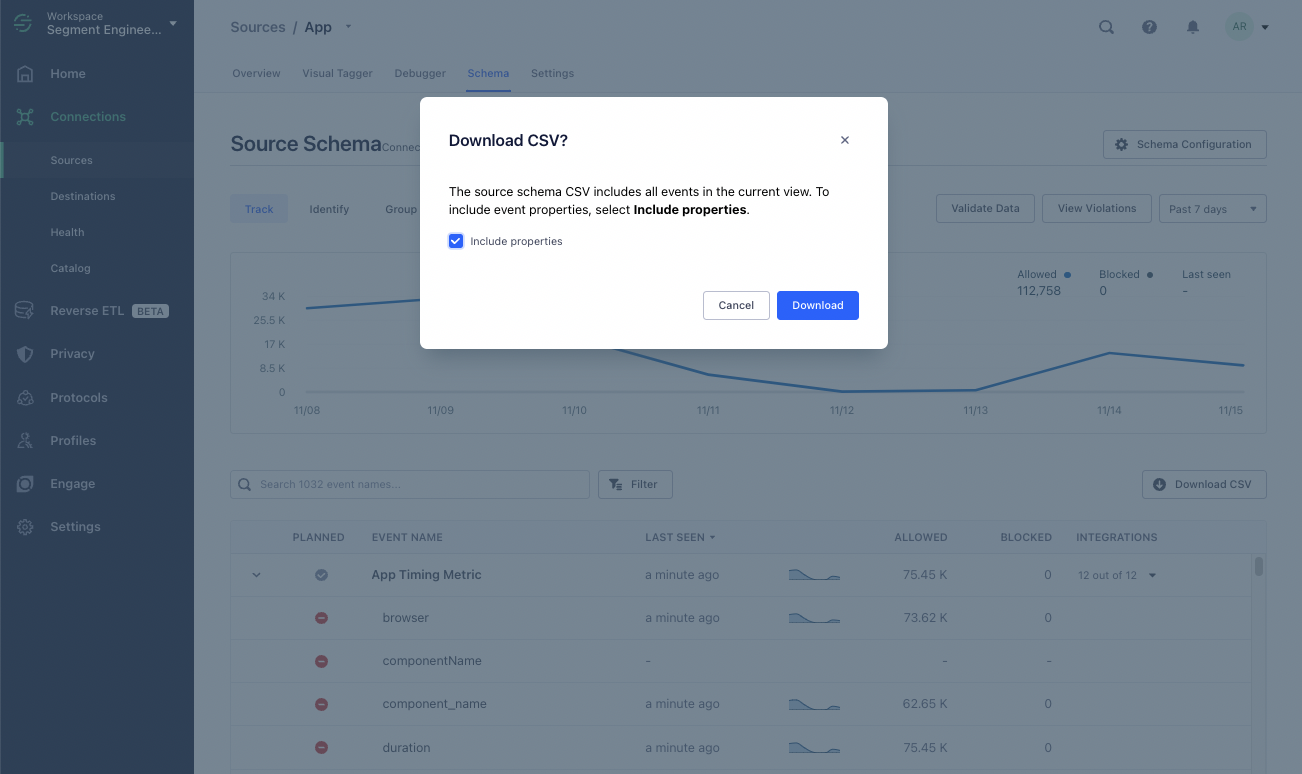 Workspace
Segment Enginee...
Home
Connections
Sources
Destinations
Health
Catalog
Reverse ETL BETA
Privacy
Protocols
Profiles
Engage
Settings
Sources / App
AR
Overview Visual Tagger Debugger Schema Settings
Source Schema
Schema Configuration
Track Identify Group
Validate Data View Violations Past 7 days
Download CSV?
The source schema CSV includes all events in the current view. To
include event properties, select Include properties.
Include properties
Cancel Download
Allowed Blocked Last seen
112,758 0 –
34 K
25.5 K
17 K
8.5 K
0
11/08 11/09 11/10 11/11 11/12 11/13 11/14 11/15
Search 1032 event names...
Filter
Download CSV
PLANNED EVENT NAME LAST SEEN ALLOWED BLOCKED INTEGRATIONS
App Timing Metric a minute ago 75.45 K 0 12 out of 12
browser a minute ago 73.62 K 0
componentName - - -
component_name a minute ago 62.65 K 0
duration a minute ago 75.45 K 0